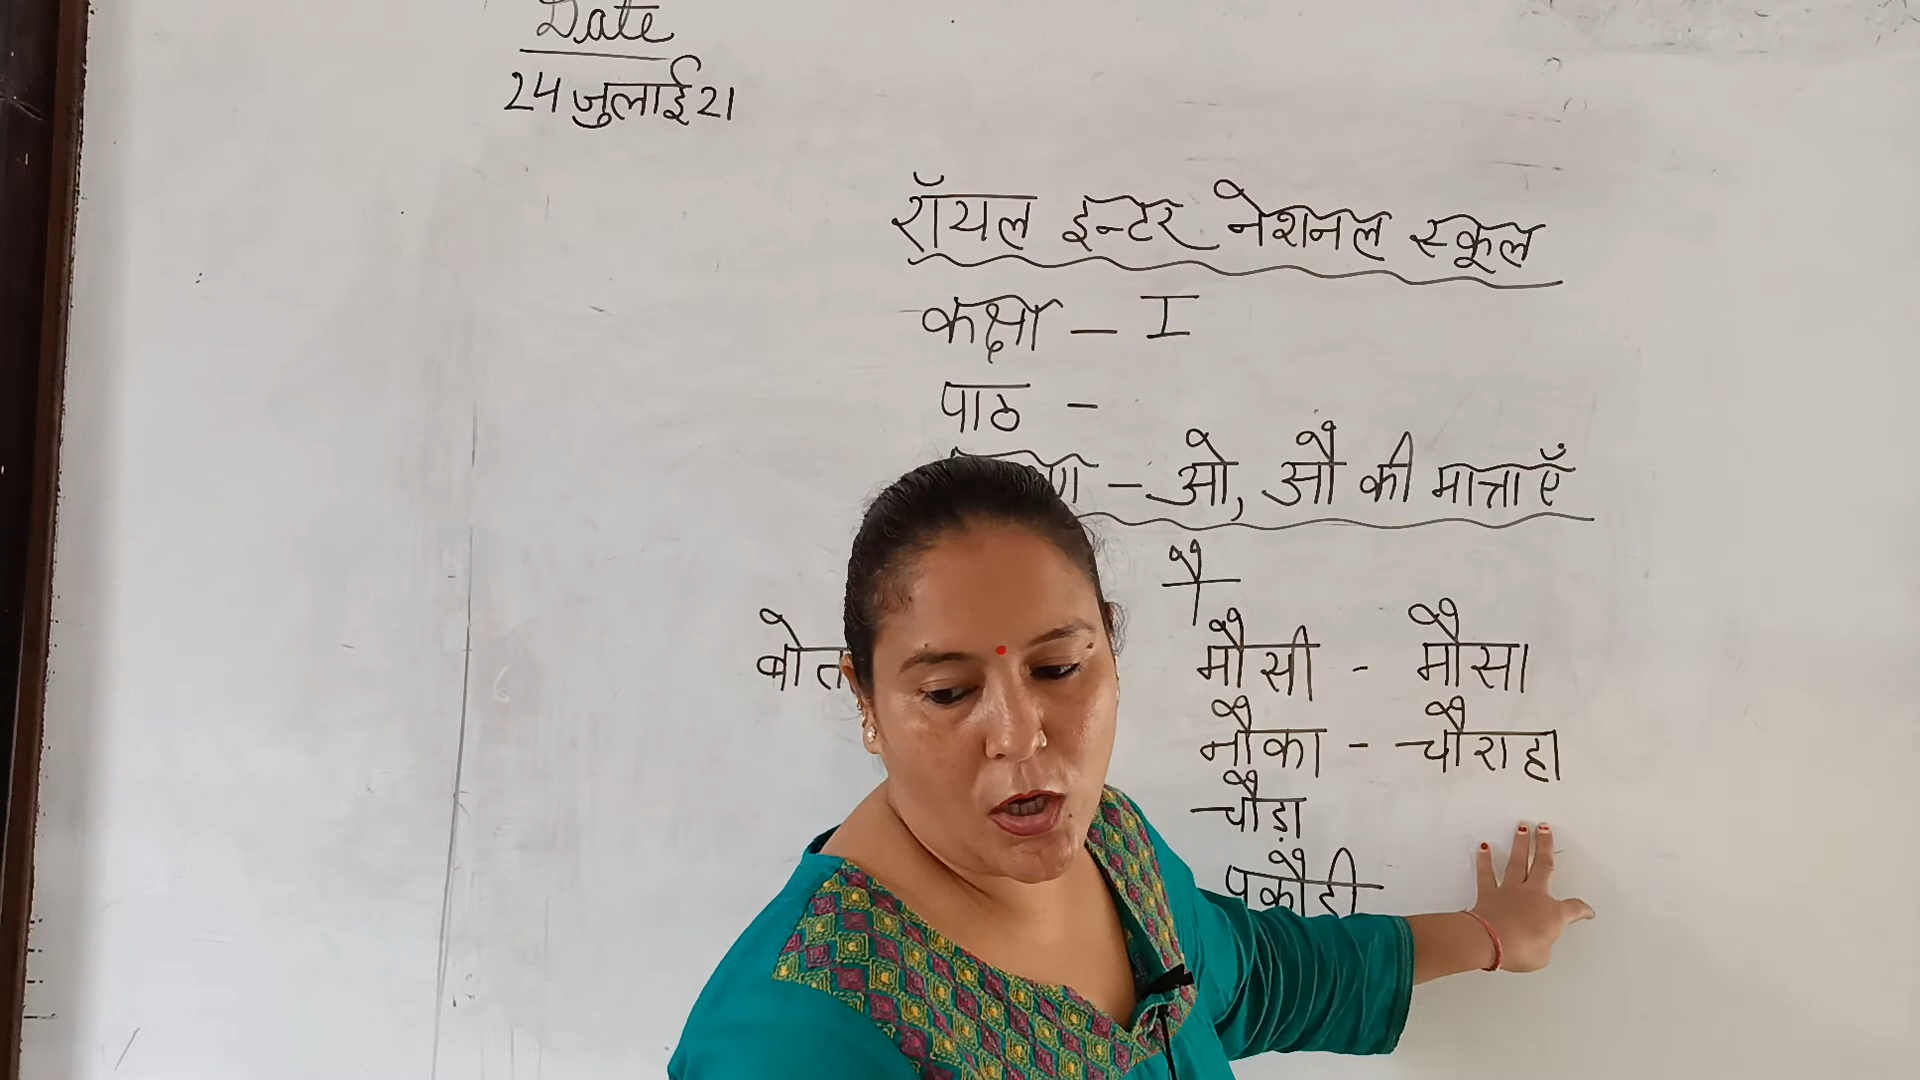 Date
24 जुलाई 21
रॉयल इन्टर नेशनल स्कूल
कक्षा - I
पाठ -
- ओ, औ की मात्राएँ
ौ
मौसी - मौसा
नौका - चौराहा
चौड़ा
पकौड़ी